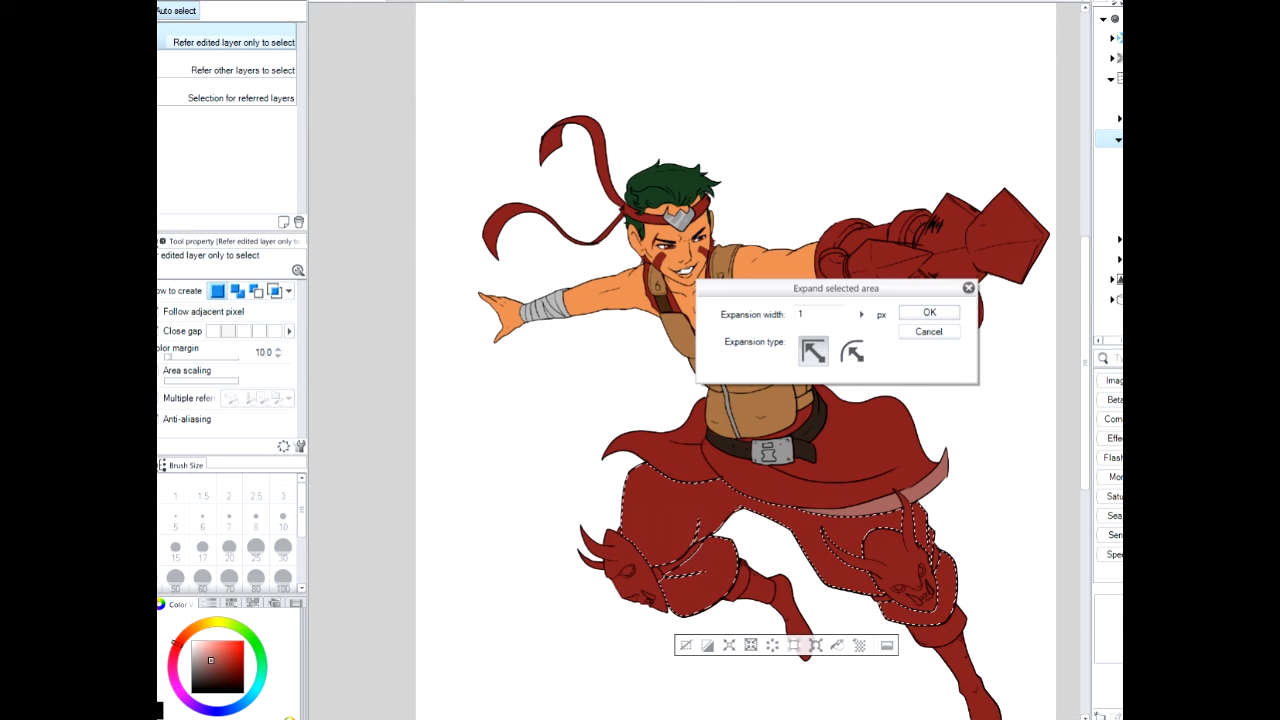 Auto select
Refer edited layer only to select
Refer other layers to select
Selection for referred layers
Tool property [Refer edited layer only to
er edited layer only to select
ow to create
Follow adjacent pixel
Close gap
olor margin
10.0
Area scaling
Multiple refer
Anti-aliasing
Brush Size
1 1.5 2 2.5 3
5 6 7 8 10
15 17 20 25 30
50 60 70 80 100
Color
Expand selected area
Expansion width: 1 px
OK
Expansion type:
Cancel
Imag
Beta
Com
Effe
Flash
Mor
Satu
Sea
Sen
Spe